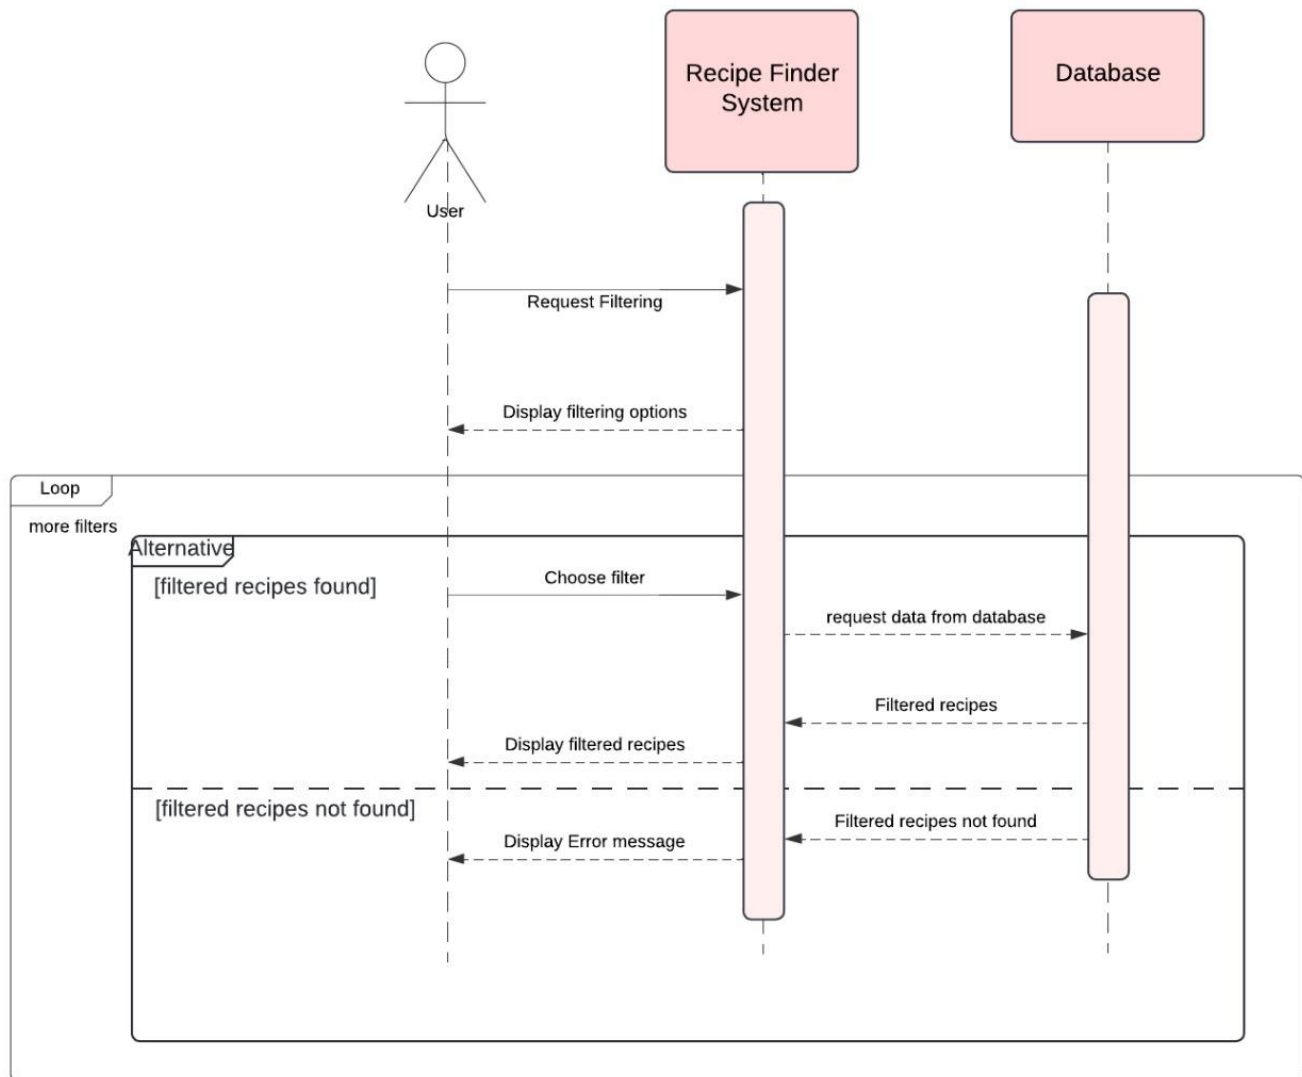 Recipe Finder
System
Database
User
Request Filtering
Display filtering options
Loop
more filters
Alternative
[filtered recipes found]
Choose filter
request data from database
Filtered recipes
Display filtered recipes
[filtered recipes not found]
Filtered recipes not found
Display Error message